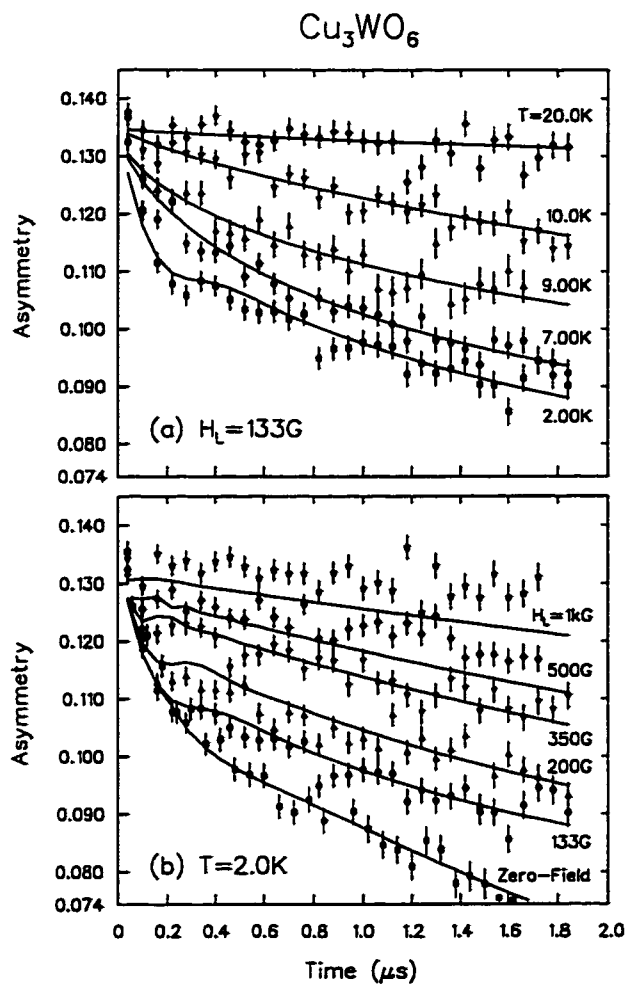 Cu₃WO₆
0.140
0.130
0.120
0.110
0.100
0.090
0.080
0.074
Asymmetry
T=20.0K
10.0K
9.00K
7.00K
2.00K
(a) H_L=133G
0.140
0.130
0.120
0.110
0.100
0.090
0.080
0.074
Asymmetry
H_L=1kG
500G
350G
200G
133G
Zero-Field
(b) T=2.0K
0 0.2 0.4 0.6 0.8 1.0 1.2 1.4 1.6 1.8 2.0
Time (μs)